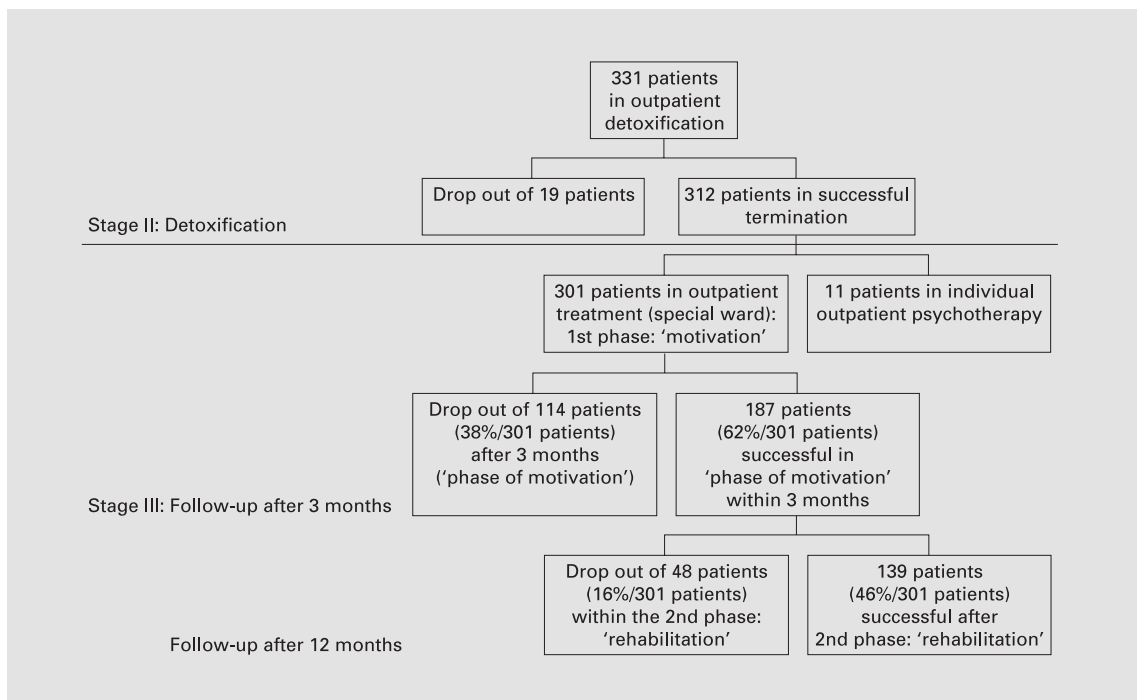 331 patients
in outpatient
detoxification
Drop out of 19 patients
312 patients in successful
termination
Stage II: Detoxification
301 patients in outpatient
treatment (special ward):
1st phase: ‘motivation’
11 patients in individual
outpatient psychotherapy
Drop out of 114 patients
(38%/301 patients)
after 3 months
(‘phase of motivation’)
187 patients
(62%/301 patients)
successful in
‘phase of motivation’
within 3 months
Stage III: Follow-up after 3 months
Drop out of 48 patients
(16%/301 patients)
within the 2nd phase:
‘rehabilitation’
139 patients
(46%/301 patients)
successful after
2nd phase: ‘rehabilitation’
Follow-up after 12 months